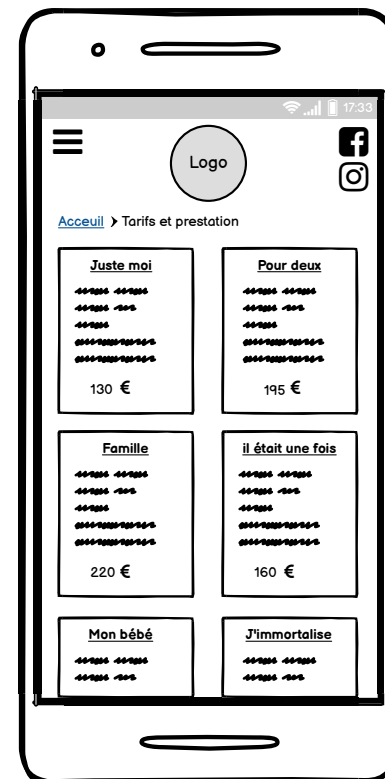 17:33
Logo
Acceuil > Tarifs et prestation
Juste moi
130 €
Pour deux
195 €
Famille
220 €
il était une fois
160 €
Mon bébé
J'immortalise